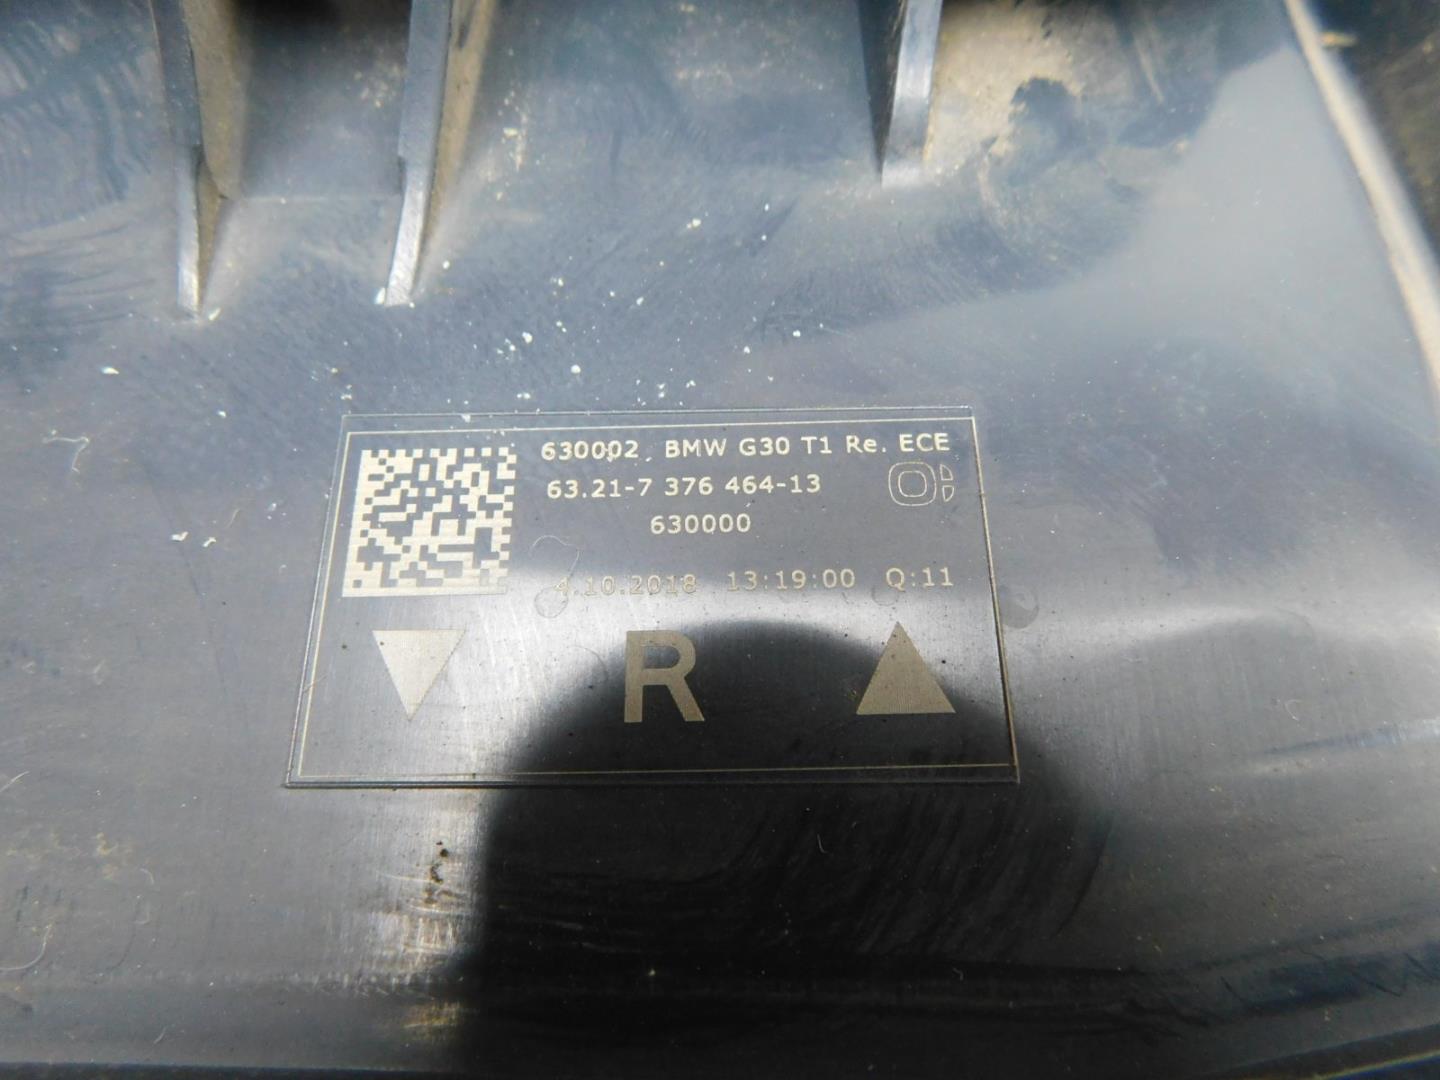 630002 BMW G30 T1 Re. ECE
63.21-7 376 464-13
630000
4.10.2018 13:19:00 Q:11
R